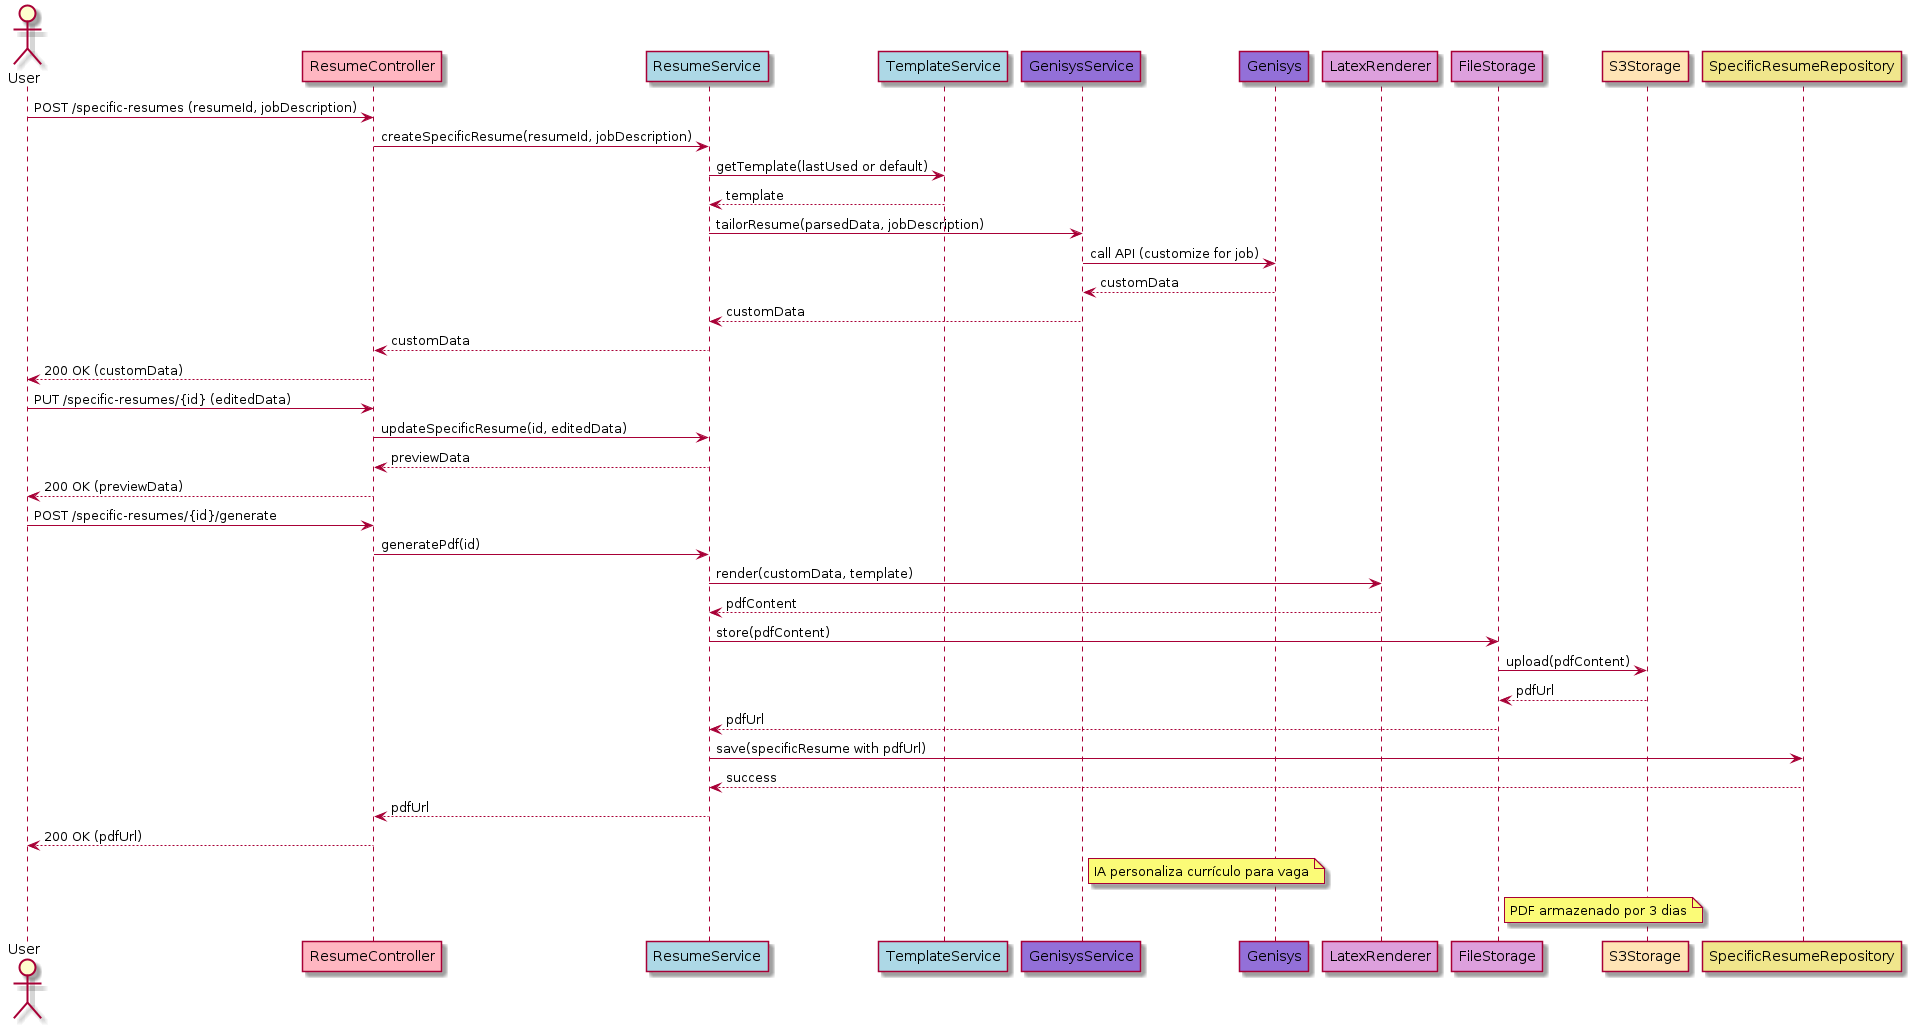 User
ResumeController
ResumeService
TemplateService
GenisysService
Genisys
LatexRenderer
FileStorage
S3Storage
SpecificResumeRepository
POST /specific-resumes (resumeId, jobDescription)
createSpecificResume(resumeId, jobDescription)
getTemplate(lastUsed or default)
template
tailorResume(parsedData, jobDescription)
call API (customize for job)
customData
customData
customData
200 OK (customData)
PUT /specific-resumes/{id} (editedData)
updateSpecificResume(id, editedData)
previewData
200 OK (previewData)
POST /specific-resumes/{id}/generate
generatePdf(id)
render(customData, template)
pdfContent
store(pdfContent)
upload(pdfContent)
pdfUrl
pdfUrl
save(specificResume with pdfUrl)
success
pdfUrl
200 OK (pdfUrl)
IA personaliza currículo para vaga
PDF armazenado por 3 dias
User
ResumeController
ResumeService
TemplateService
GenisysService
Genisys
LatexRenderer
FileStorage
S3Storage
SpecificResumeRepository